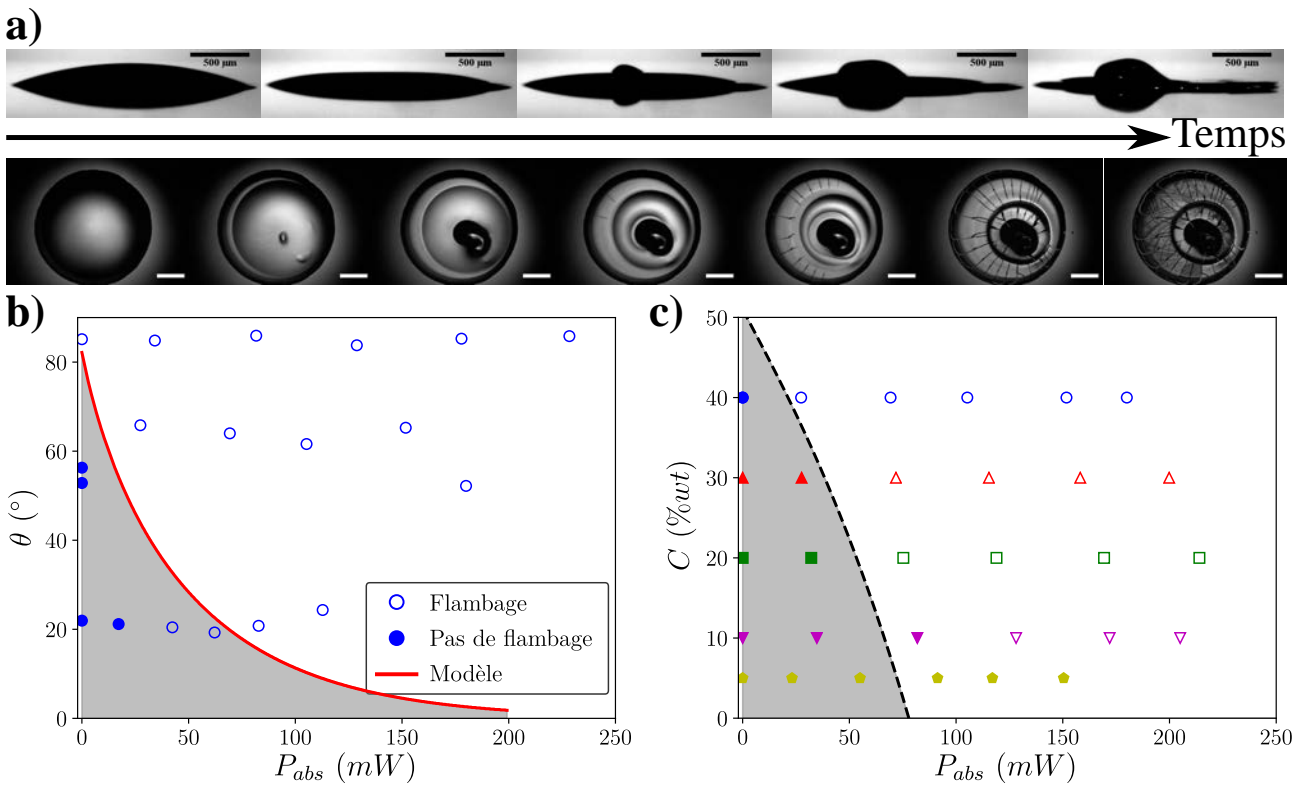 a)
500 µm 500 µm 500 µm 500 µm 500 µm
Temps
b)
80
60
40
20
0
θ (°)
0 50 100 150 200 250
P_abs (mW)
Flambage
Pas de flambage
Modèle
c)
50
40
30
20
10
0
C (%wt)
0 50 100 150 200 250
P_abs (mW)